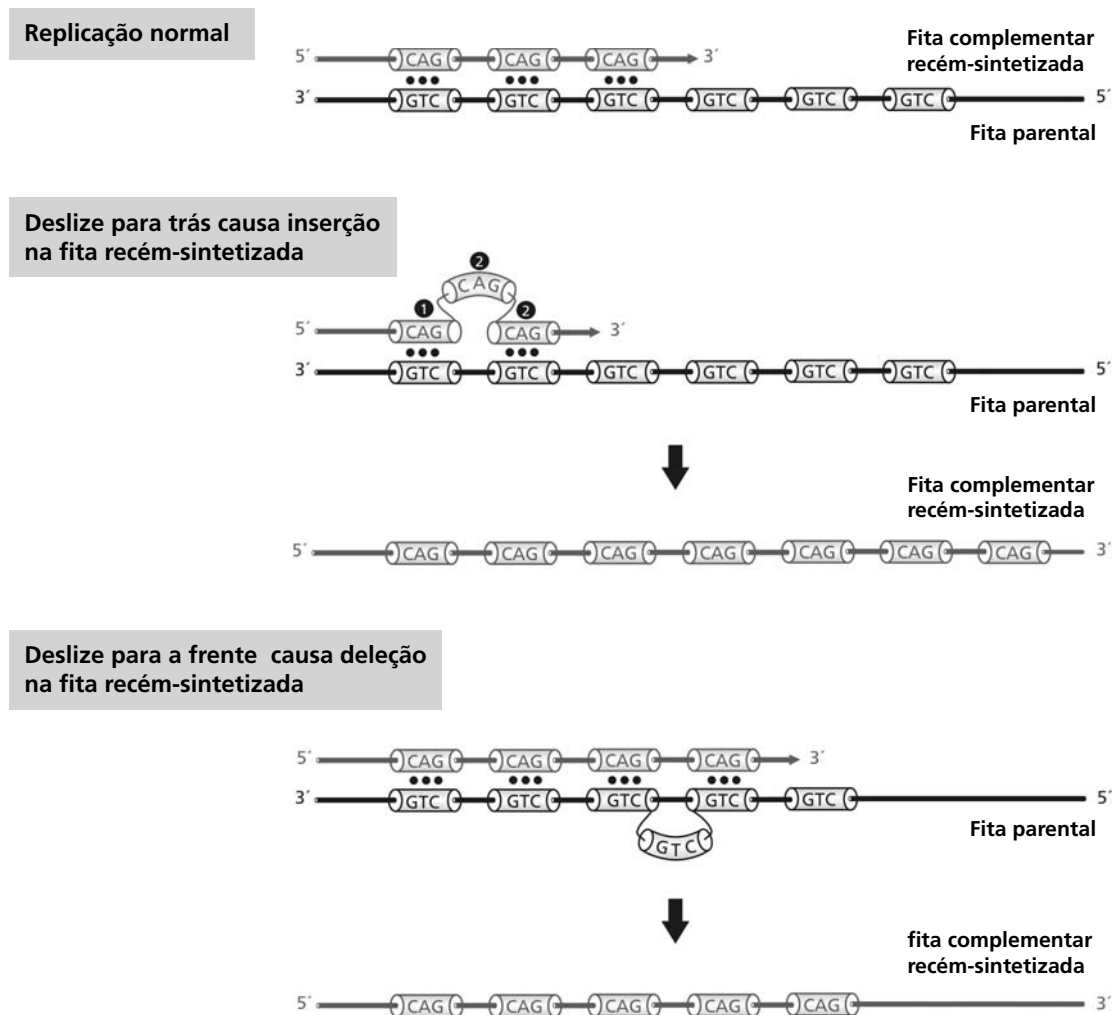 Replicação normal
5´ CAG CAG CAG 3´
Fita complementar
recém-sintetizada
3´ GTC GTC GTC GTC GTC GTC 5´
Fita parental
Deslize para trás causa inserção
na fita recém-sintetizada
2
CAG
1 2
5´ CAG CAG 3´
3´ GTC GTC GTC GTC GTC GTC 5´
Fita parental
Fita complementar
recém-sintetizada
5´ CAG CAG CAG CAG CAG CAG CAG 3´
Deslize para a frente causa deleção
na fita recém-sintetizada
5´ CAG CAG CAG CAG 3´
3´ GTC GTC GTC GTC GTC 5´
Fita parental
GTC
fita complementar
recém-sintetizada
5´ CAG CAG CAG CAG CAG 3´